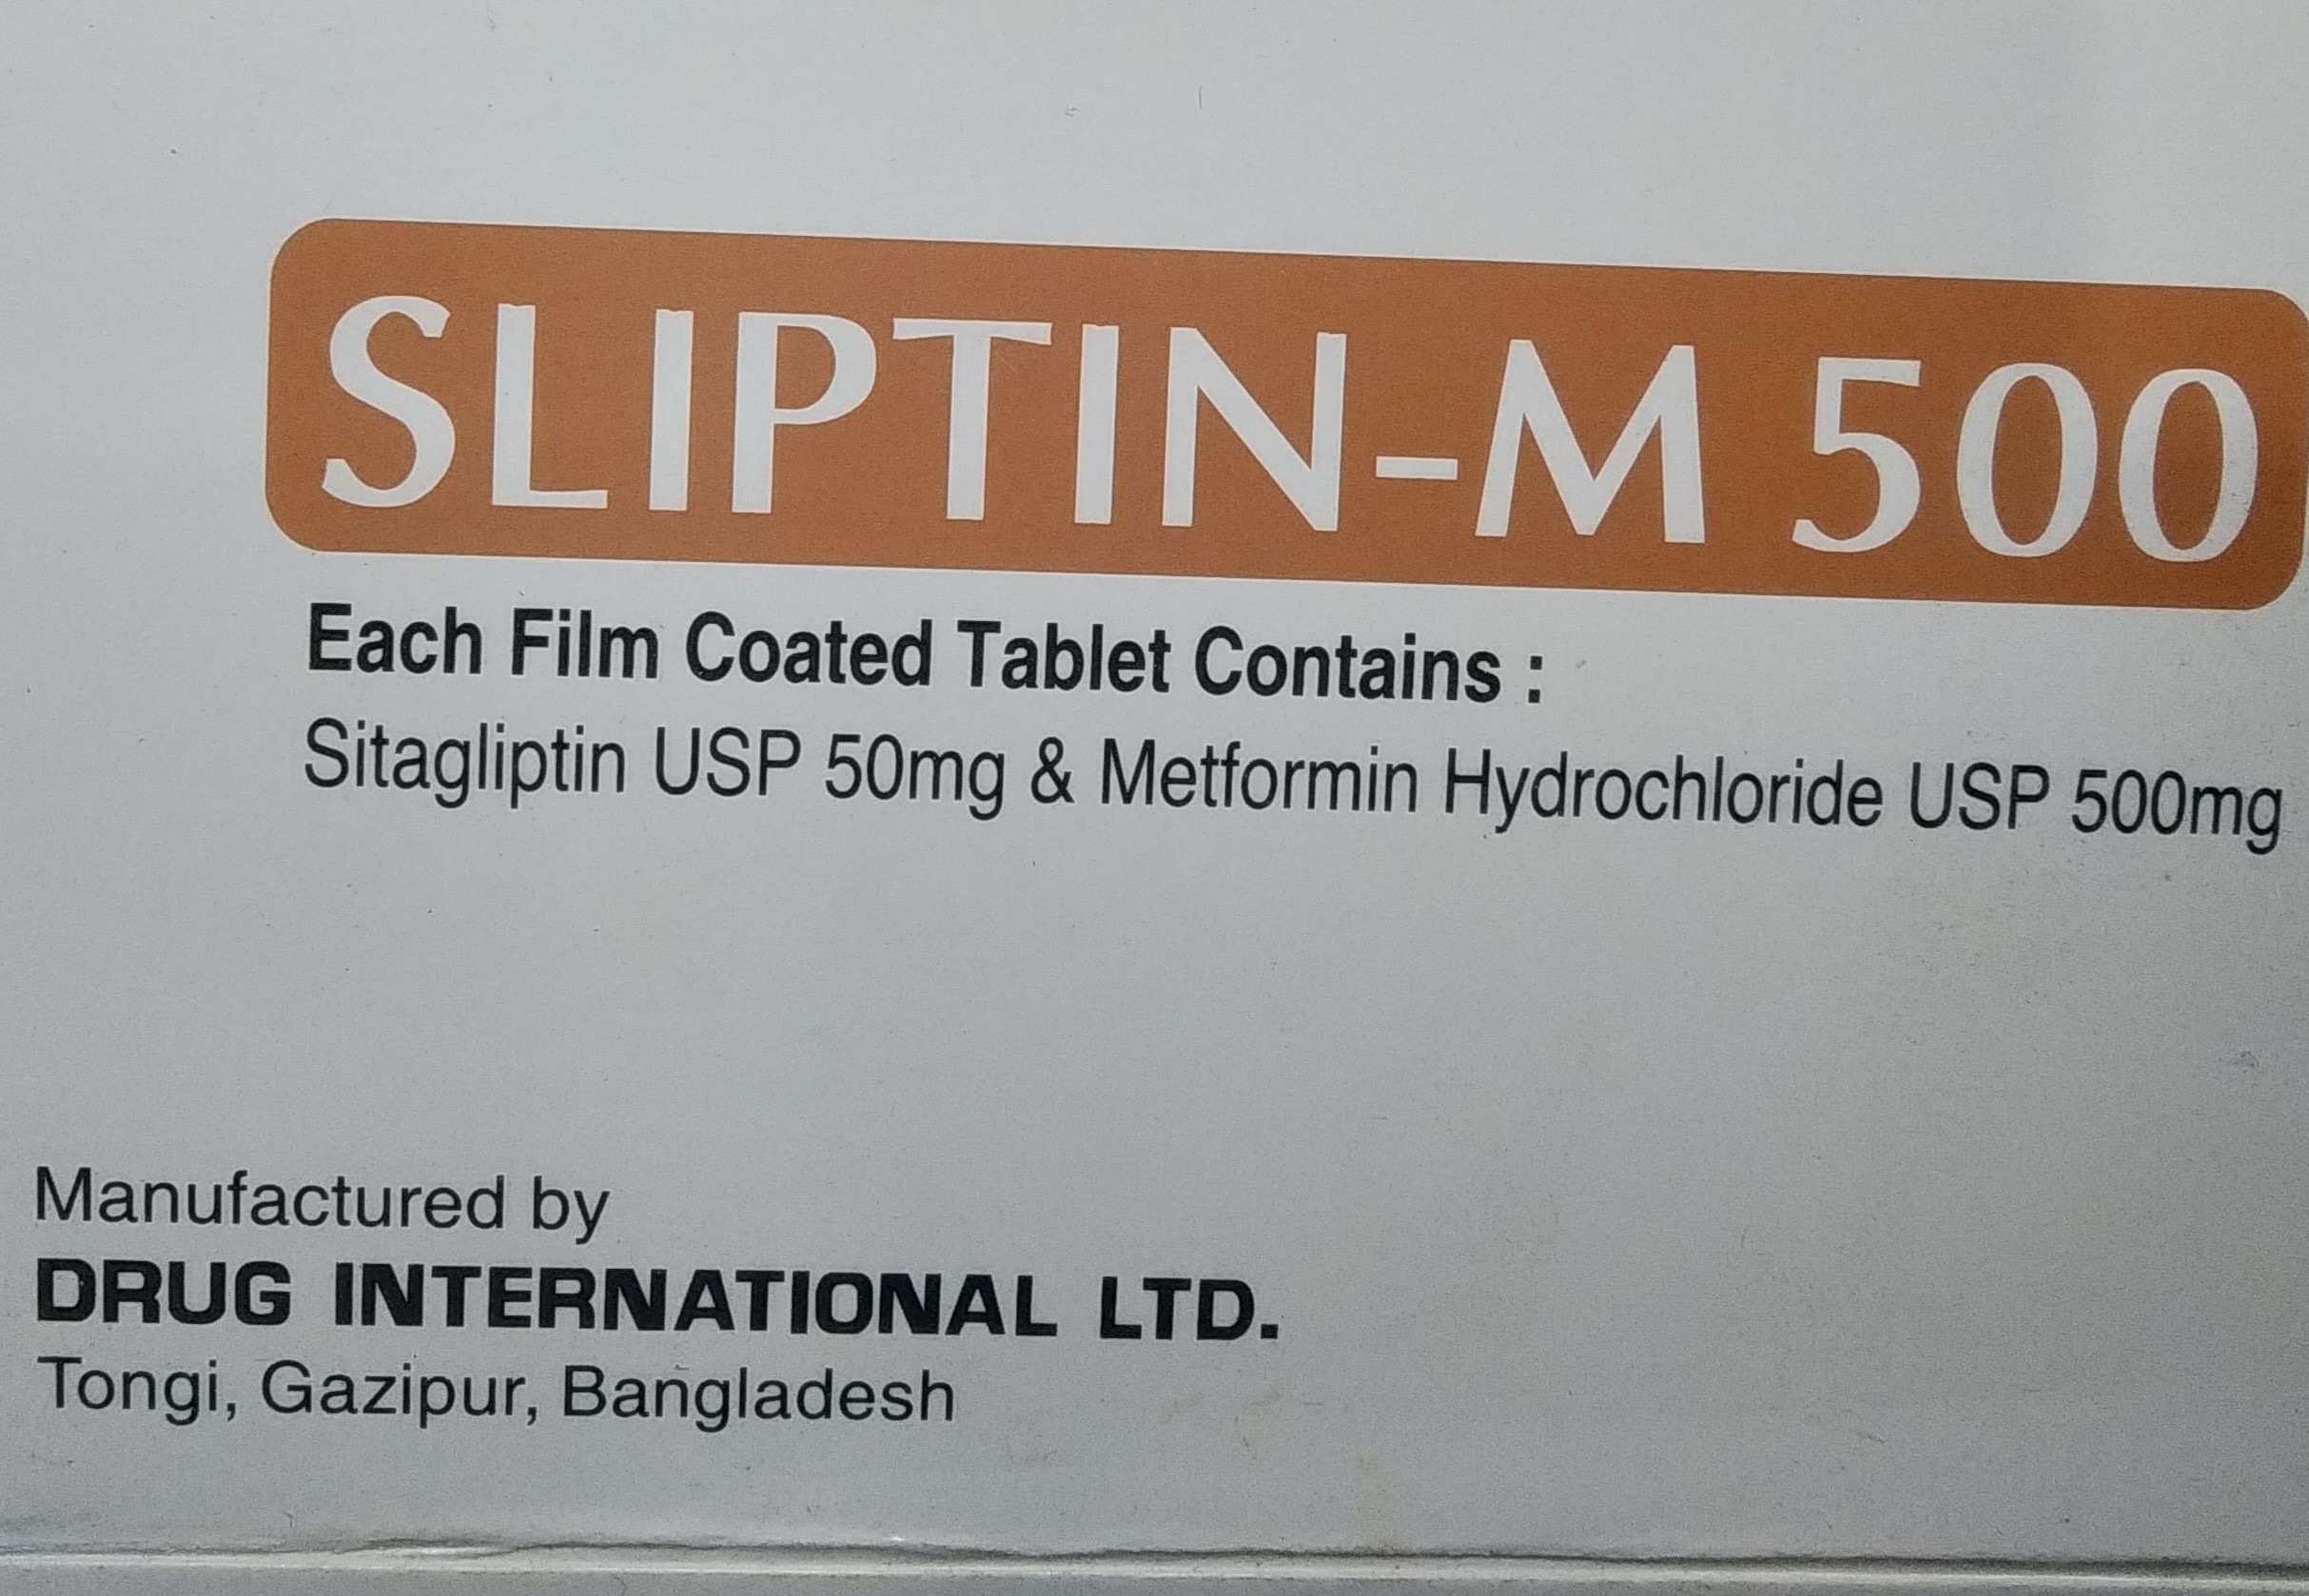 SLIPTIN-M 500
Each Film Coated Tablet Contains :
Sitagliptin USP 50mg & Metformin Hydrochloride USP 500mg
Manufactured by
DRUG INTERNATIONAL LTD.
Tongi, Gazipur, Bangladesh